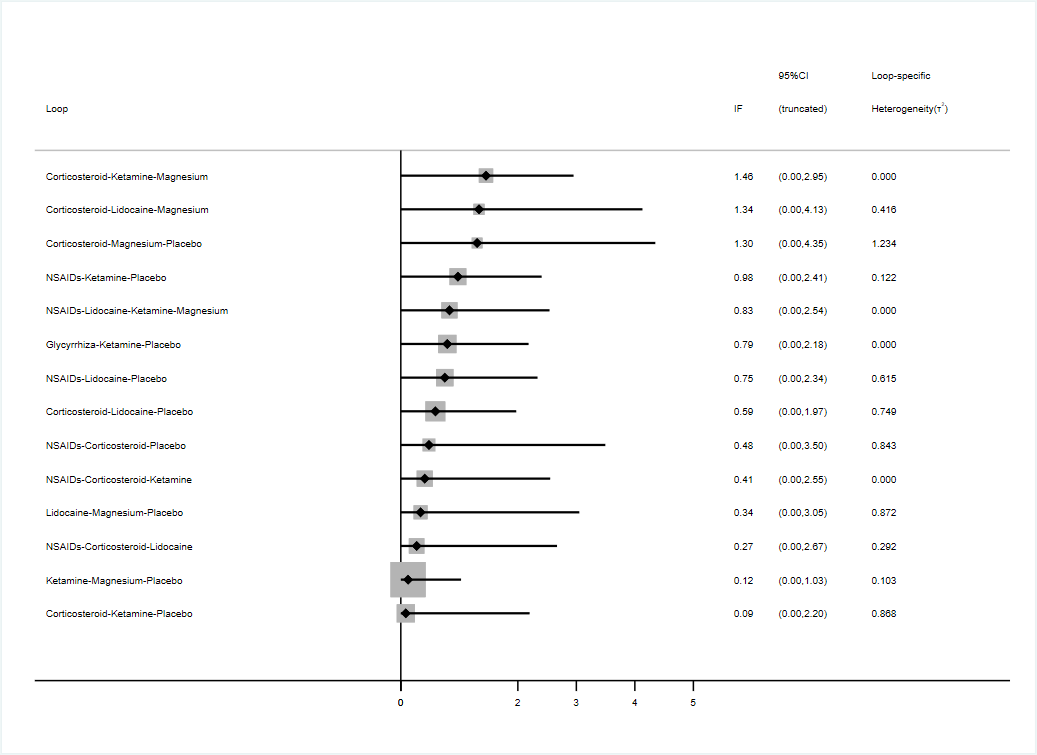 95%CI Loop-specific
Loop IF (truncated) Heterogeneity(τ²)
Corticosteroid-Ketamine-Magnesium 1.46 (0.00,2.95) 0.000
Corticosteroid-Lidocaine-Magnesium 1.34 (0.00,4.13) 0.416
Corticosteroid-Magnesium-Placebo 1.30 (0.00,4.35) 1.234
NSAIDs-Ketamine-Placebo 0.98 (0.00,2.41) 0.122
NSAIDs-Lidocaine-Ketamine-Magnesium 0.83 (0.00,2.54) 0.000
Glycyrrhiza-Ketamine-Placebo 0.79 (0.00,2.18) 0.000
NSAIDs-Lidocaine-Placebo 0.75 (0.00,2.34) 0.615
Corticosteroid-Lidocaine-Placebo 0.59 (0.00,1.97) 0.749
NSAIDs-Corticosteroid-Placebo 0.48 (0.00,3.50) 0.843
NSAIDs-Corticosteroid-Ketamine 0.41 (0.00,2.55) 0.000
Lidocaine-Magnesium-Placebo 0.34 (0.00,3.05) 0.872
NSAIDs-Corticosteroid-Lidocaine 0.27 (0.00,2.67) 0.292
Ketamine-Magnesium-Placebo 0.12 (0.00,1.03) 0.103
Corticosteroid-Ketamine-Placebo 0.09 (0.00,2.20) 0.868
0 2 3 4 5